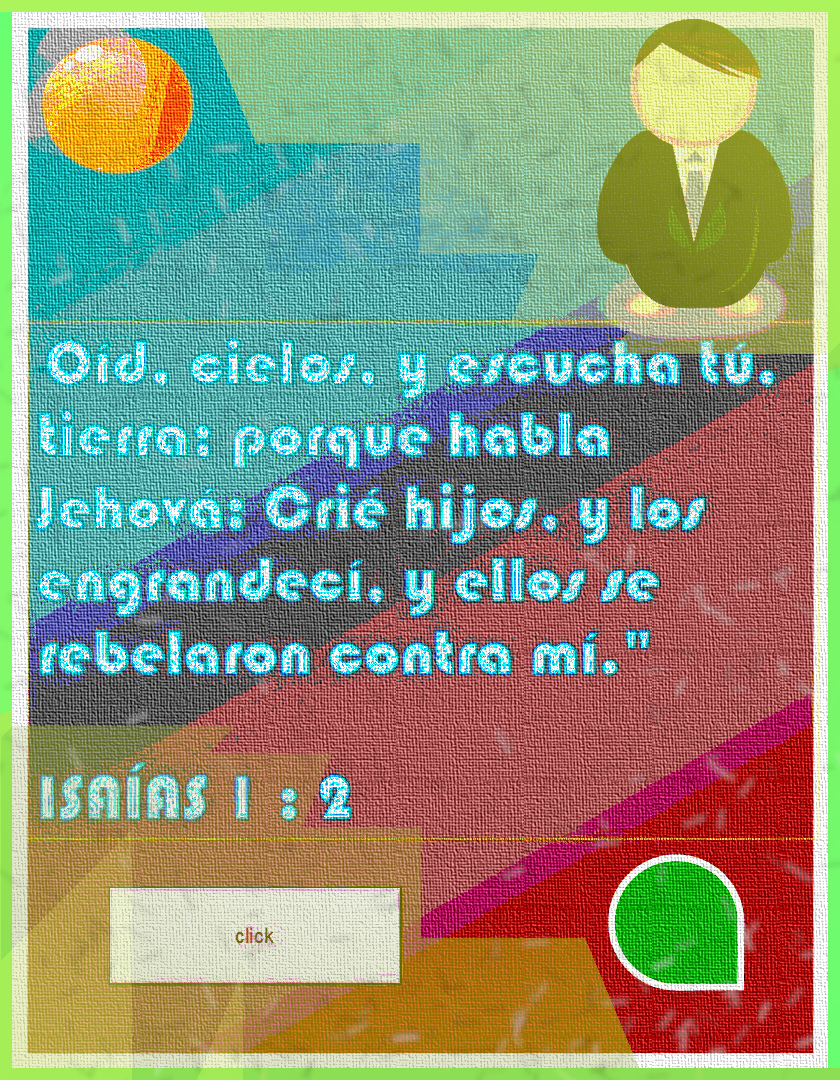 Oíd, cielos, y escucha tú,
tierra; porque habla
Jehová: Crié hijos, y los
engrandecí, y ellos se
rebelaron contra mí."
ISAÍAS 1 : 2
click